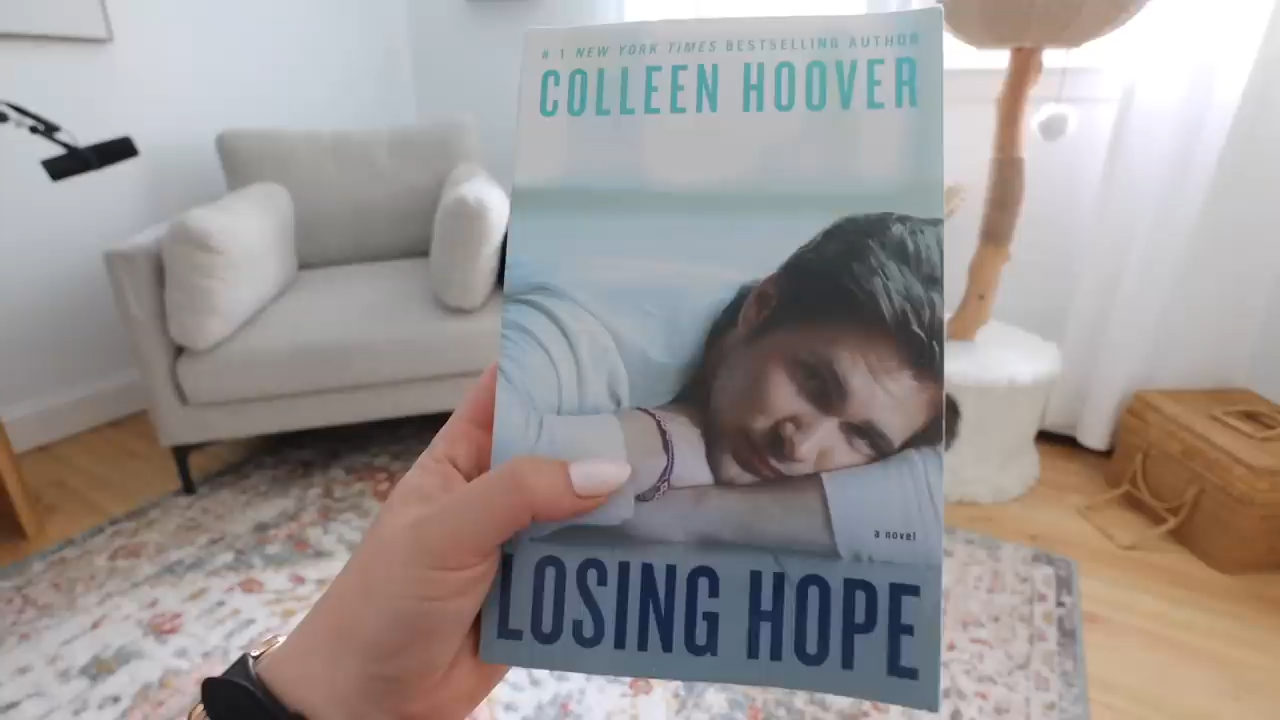 # 1 NEW YORK TIMES BESTSELLING AUTHOR
COLLEEN HOOVER
a novel
LOSING HOPE